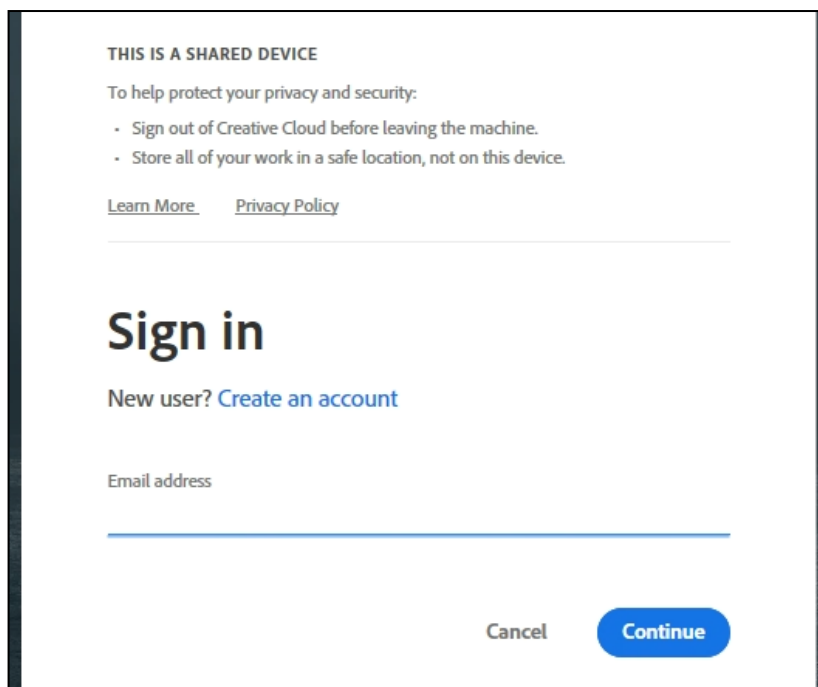 THIS IS A SHARED DEVICE
To help protect your privacy and security:
• Sign out of Creative Cloud before leaving the machine.
• Store all of your work in a safe location, not on this device.
Learn More Privacy Policy
Sign in
New user? Create an account
Email address
Cancel Continue